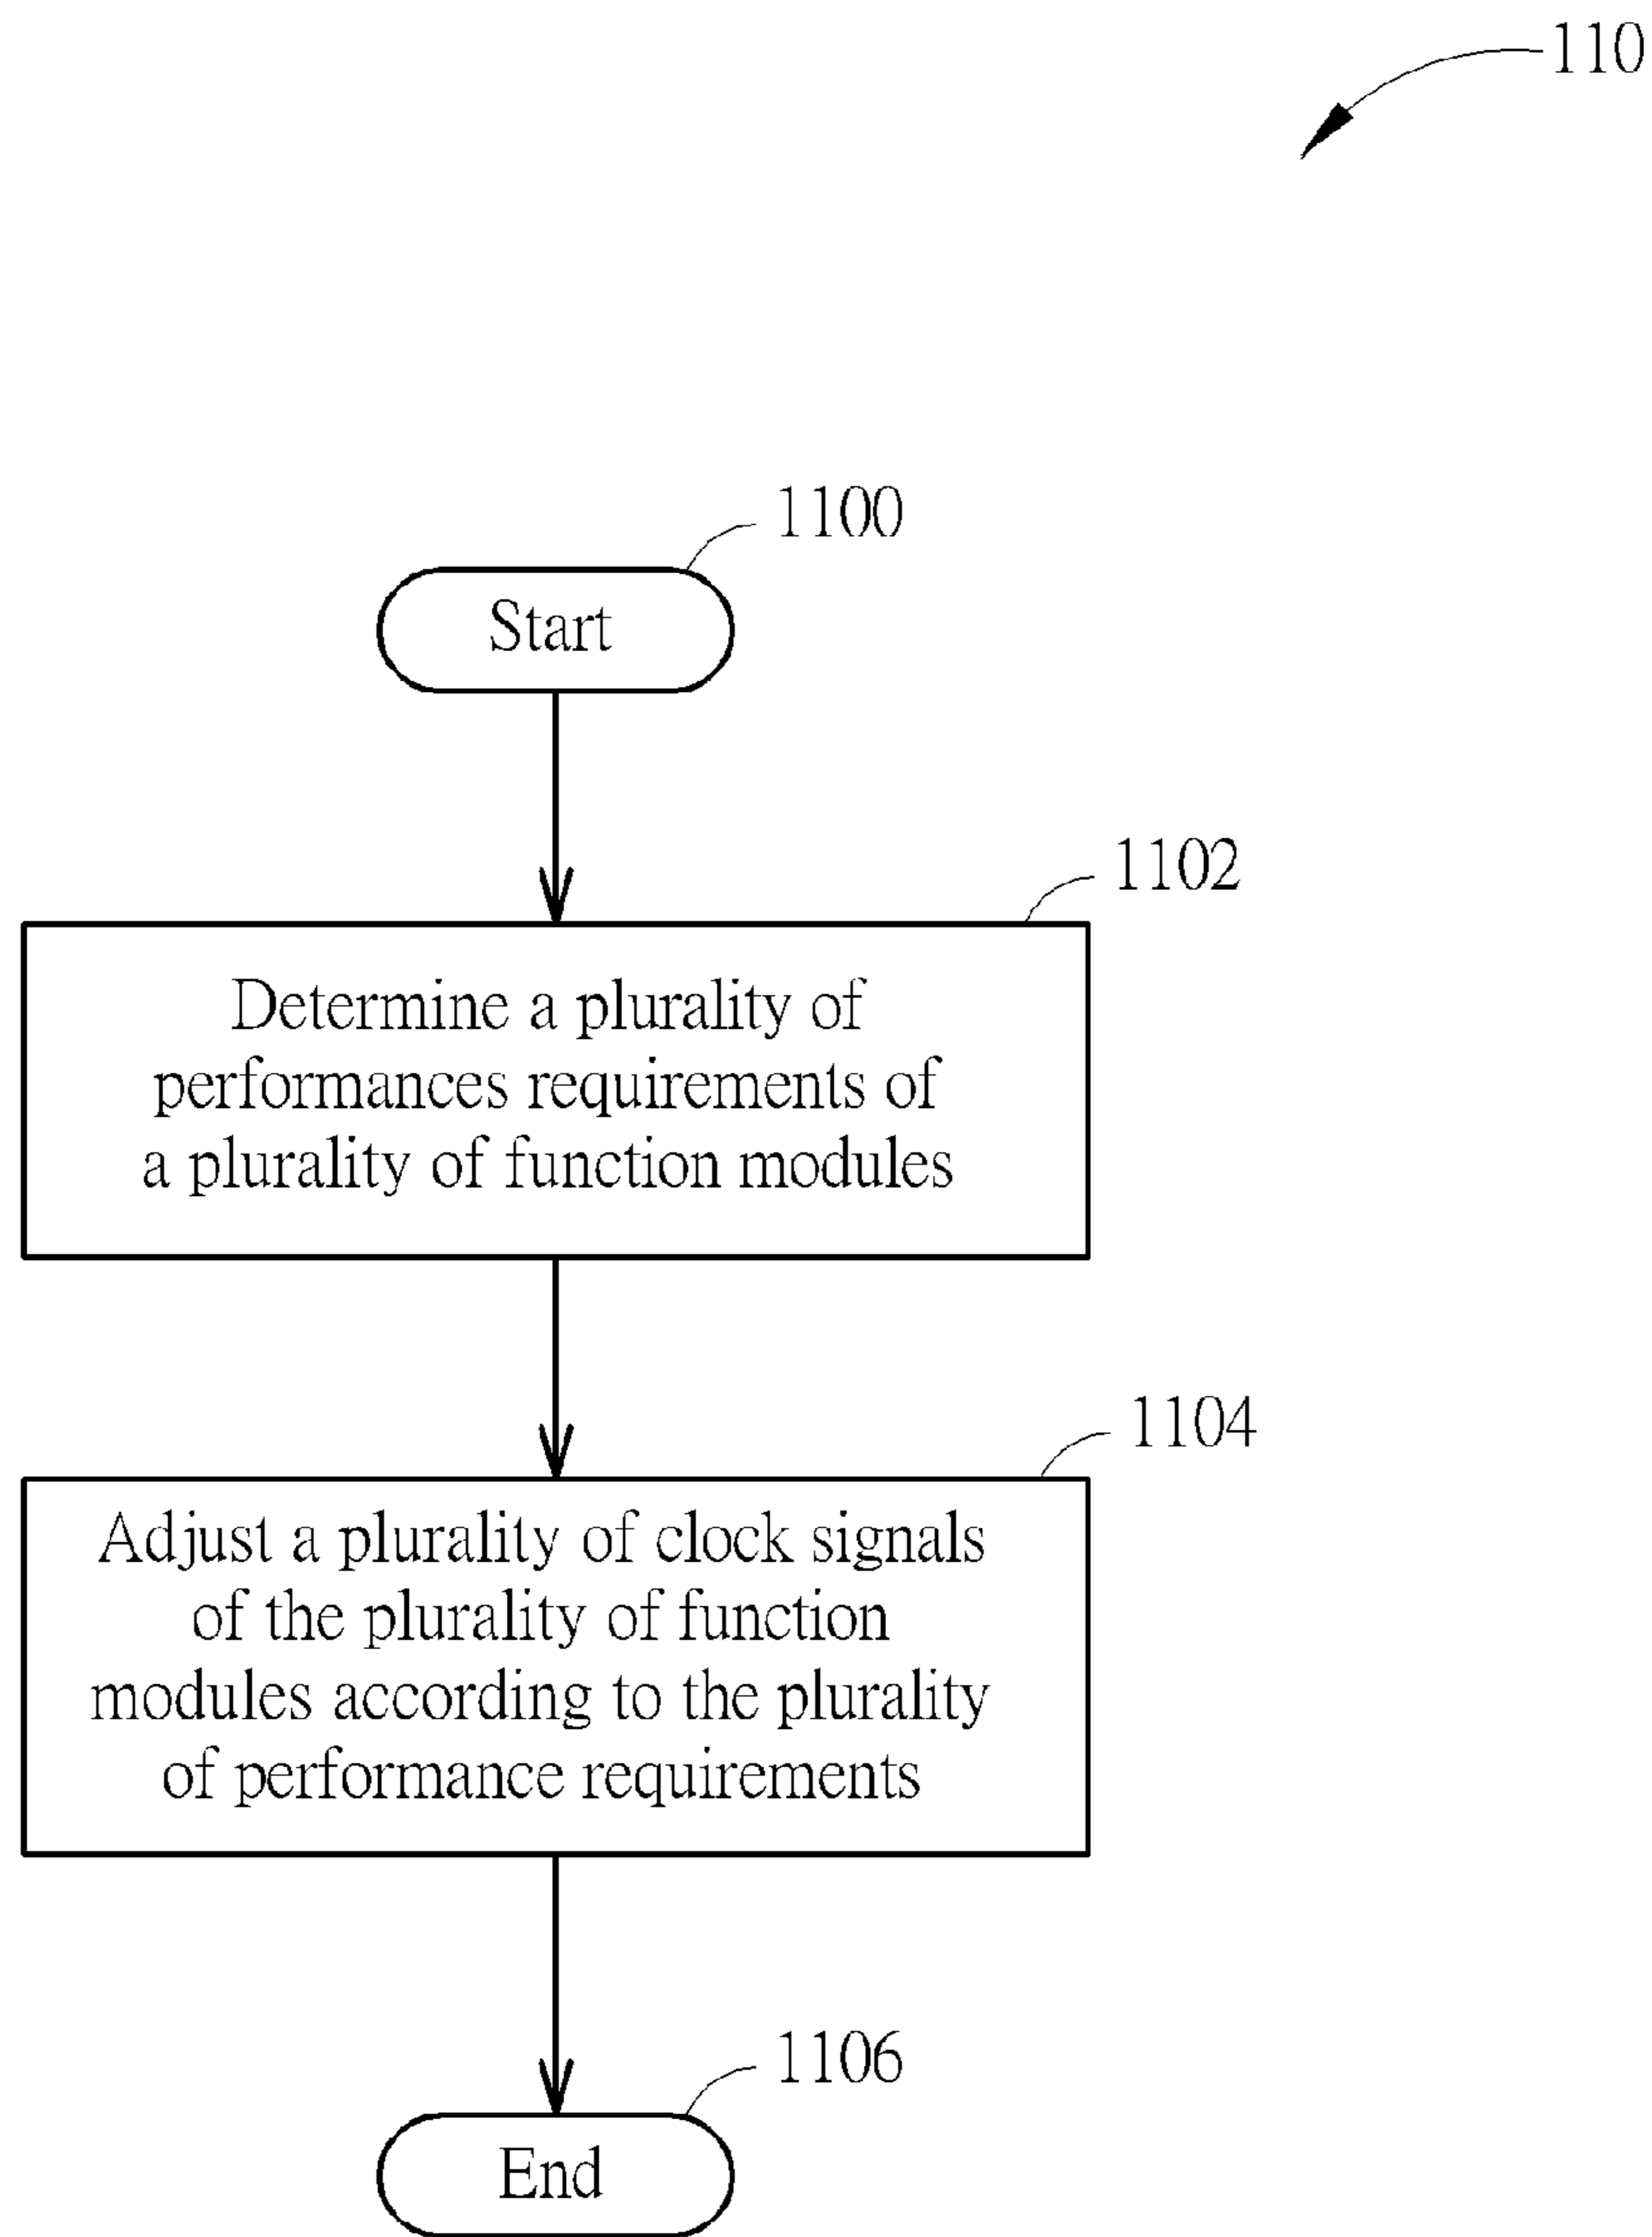 110
1100
Start
1102
Determine a plurality of
performances requirements of
a plurality of function modules
1104
Adjust a plurality of clock signals
of the plurality of function
modules according to the plurality
of performance requirements
1106
End